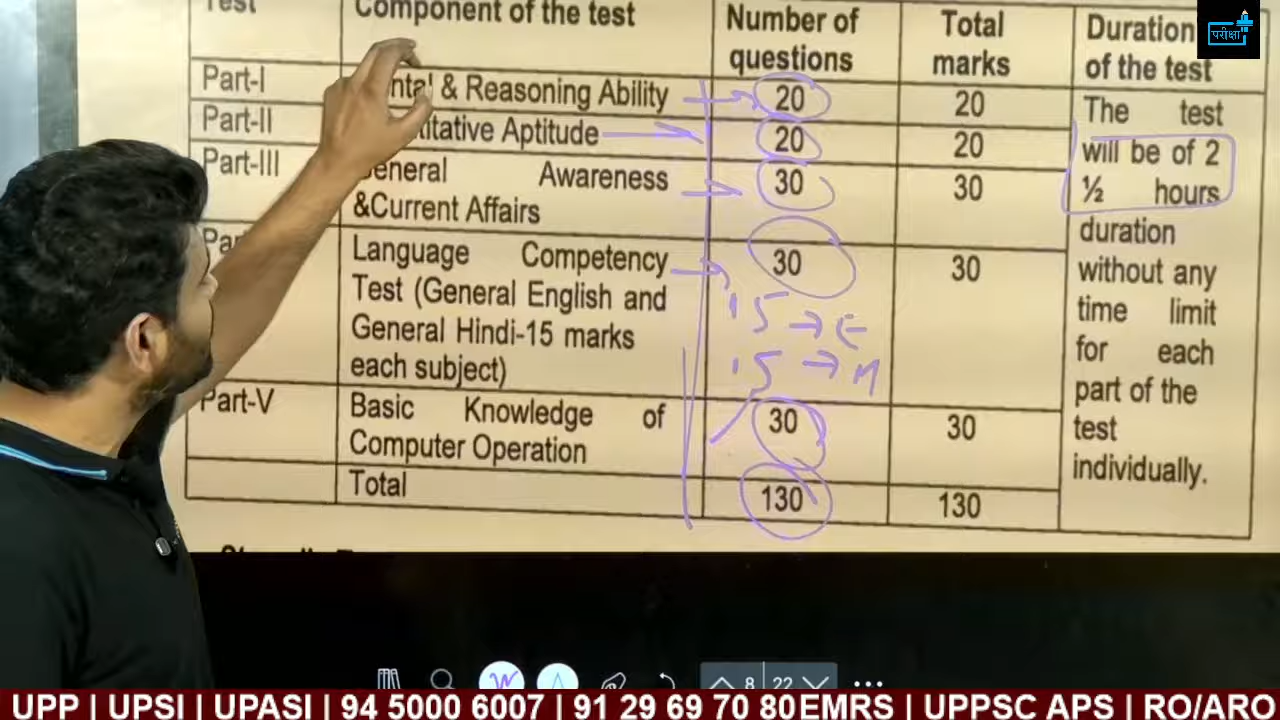 Test
Component of the test
Number of
questions
Total
marks
Duration
of the test
Part-I
& Reasoning Ability
20
20
Part-II
Aptitude
20
20
Part-III
General Awareness
&Current Affairs
30
30
Language Competency
Test (General English and
General Hindi-15 marks
each subject)
30
30
15 → E
15 → H
Part-V
Basic Knowledge of
Computer Operation
30
30
Total
130
130
The test
will be of 2
½ hours
duration
without any
time limit
for each
part of the
test
individually.
परीक्षा
8 22
UPP | UPSI | UPASI | 94 5000 6007 | 91 29 69 70 80EMRS | UPPSC APS | RO/ARO